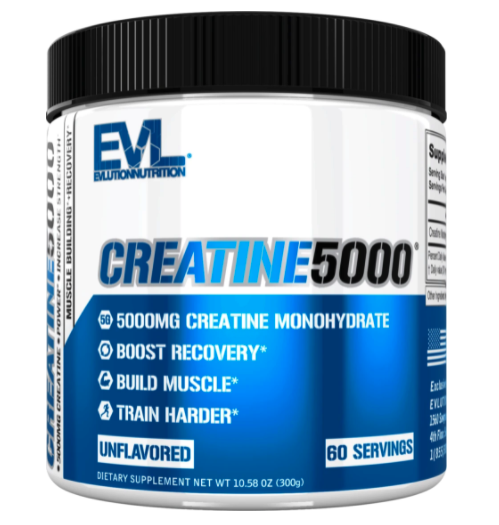 EVL
EVLUTIONNUTRITION
CREATINE5000
5G 5000MG CREATINE MONOHYDRATE
BOOST RECOVERY*
BUILD MUSCLE*
TRAIN HARDER*
UNFLAVORED
60 SERVINGS
DIETARY SUPPLEMENT NET WT 10.58 OZ (300g)
CREATINE5000
5000MG CREATINE • POWER* • INCREASE STRENGTH
MUSCLE BUILDING* • RECOVERY*